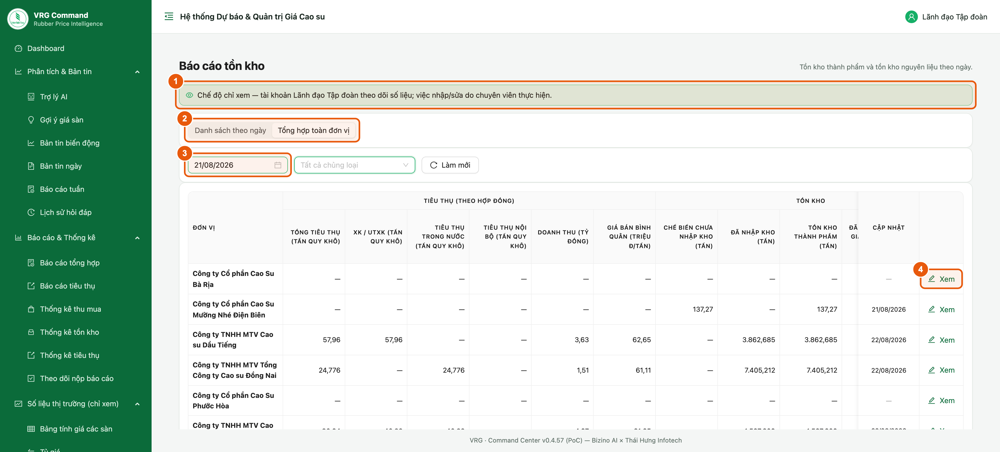 VRG Command
Rubber Price Intelligence
Dashboard
Phân tích & Bản tin
Trợ lý AI
Gợi ý giá sàn
Bản tin biến động
Bản tin ngày
Báo cáo tuần
Lịch sử hỏi đáp
Báo cáo & Thống kê
Báo cáo tổng hợp
Báo cáo tiêu thụ
Thống kê thu mua
Thống kê tồn kho
Thống kê tiêu thụ
Theo dõi nộp báo cáo
Số liệu thị trường (chỉ xem)
Bảng tính giá các sàn
Tỷ giá
Hệ thống Dự báo & Quản trị Giá Cao su
Lãnh đạo Tập đoàn
Báo cáo tồn kho
Tồn kho thành phẩm và tồn kho nguyên liệu theo ngày.
1
Chế độ chỉ xem — tài khoản Lãnh đạo Tập đoàn theo dõi số liệu; việc nhập/sửa do chuyên viên thực hiện.
2
Danh sách theo ngày Tổng hợp toàn đơn vị
3
21/08/2026 Tất cả chủng loại Làm mới
TIÊU THỤ (THEO HỢP ĐỒNG) TỒN KHO
ĐƠN VỊ
TỔNG TIÊU THỤ
(TẤN QUY KHÔ)
XK / UTXK (TẤN
QUY KHÔ)
TIÊU THỤ
TRONG NƯỚC
(TẤN QUY KHÔ)
TIÊU THỤ NỘI
BỘ (TẤN QUY
KHÔ)
DOANH THU (TỶ
ĐỒNG)
GIÁ BÁN BÌNH
QUÂN (TRIỆU
Đ/TẤN)
CHẾ BIẾN CHƯA
NHẬP KHO
(TẤN)
ĐÃ NHẬP KHO
(TẤN)
TỒN KHO
THÀNH PHẨM
(TẤN)
ĐÃ
CẬP NHẬT
4
Công ty Cổ phần Cao Su
Bà Rịa
— — — — — — — — — — Xem
Công ty Cổ phần Cao Su
Mường Nhé Điện Biên
— — — — — — 137,27 — 137,27 21/08/2026 Xem
Công ty TNHH MTV Cao
su Dầu Tiếng
57,96 57,96 — — 3,63 62,65 — 3.862,685 3.862,685 22/08/2026 Xem
Công ty TNHH MTV Tổng
Công ty Cao su Đồng Nai
24,776 — 24,776 — 1,51 61,11 — 7.405,212 7.405,212 22/08/2026 Xem
Công ty Cổ phần Cao Su
Phước Hòa
— — — — — — — — — — Xem
Công ty TNHH MTV Cao
VRG · Command Center v0.4.57 (PoC) — Bizino AI × Thái Hưng Infotech